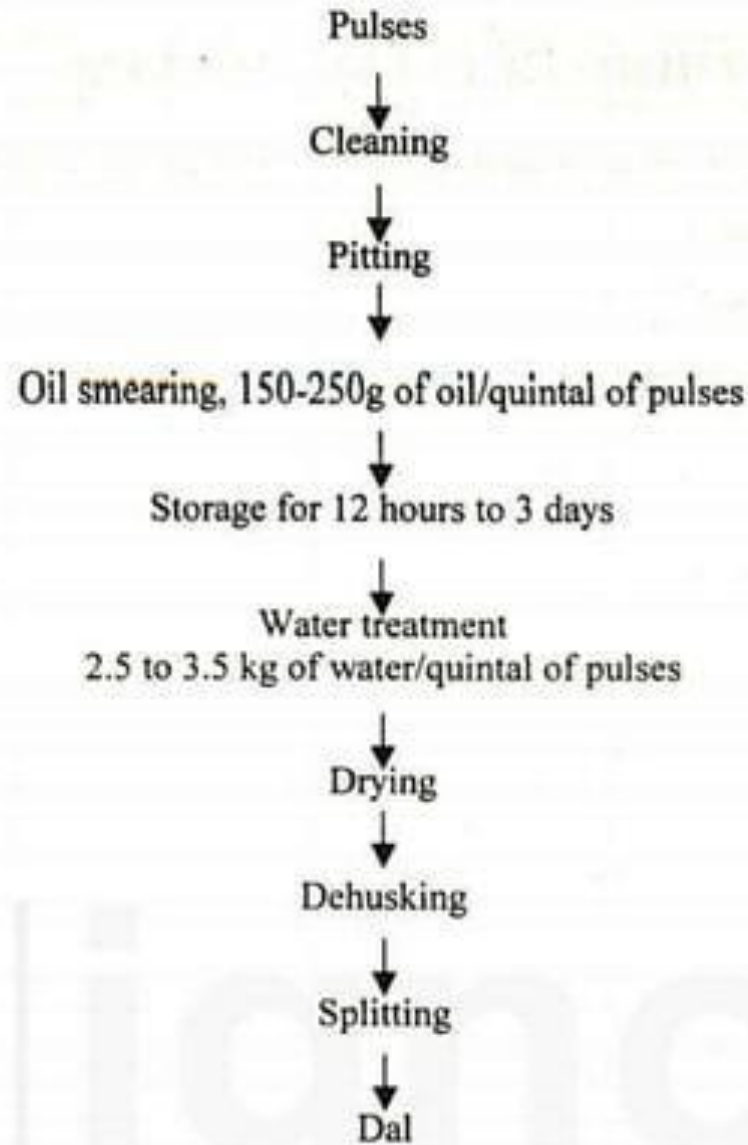 Pulses
Cleaning
Pitting
Oil smearing, 150-250g of oil/quintal of pulses
Storage for 12 hours to 3 days
Water treatment
2.5 to 3.5 kg of water/quintal of pulses
Drying
Dehusking
Splitting
Dal